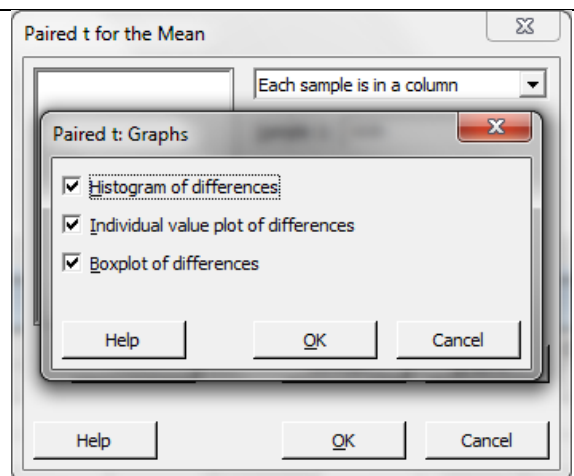 Paired t for the Mean
Each sample is in a column
Paired t: Graphs
Histogram of differences
Individual value plot of differences
Boxplot of differences
Help OK Cancel
Help OK Cancel